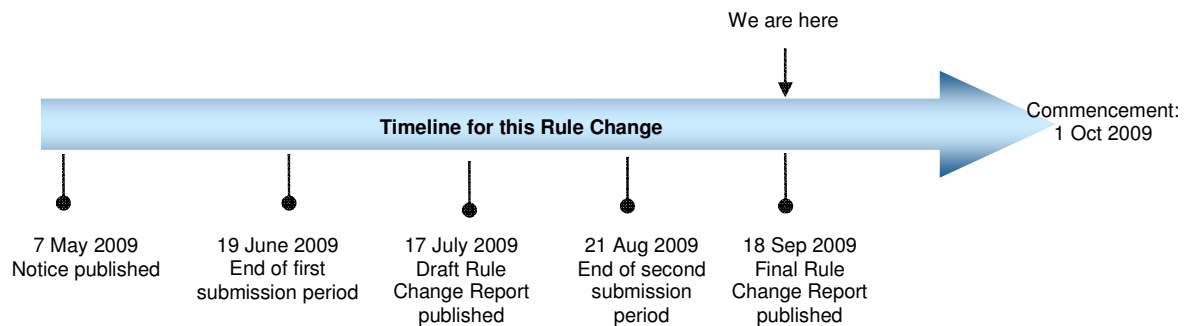 We are here
Timeline for this Rule Change
Commencement:
1 Oct 2009
7 May 2009
Notice published
19 June 2009
End of first
submission period
17 July 2009
Draft Rule
Change Report
published
21 Aug 2009
End of second
submission
period
18 Sep 2009
Final Rule
Change Report
published